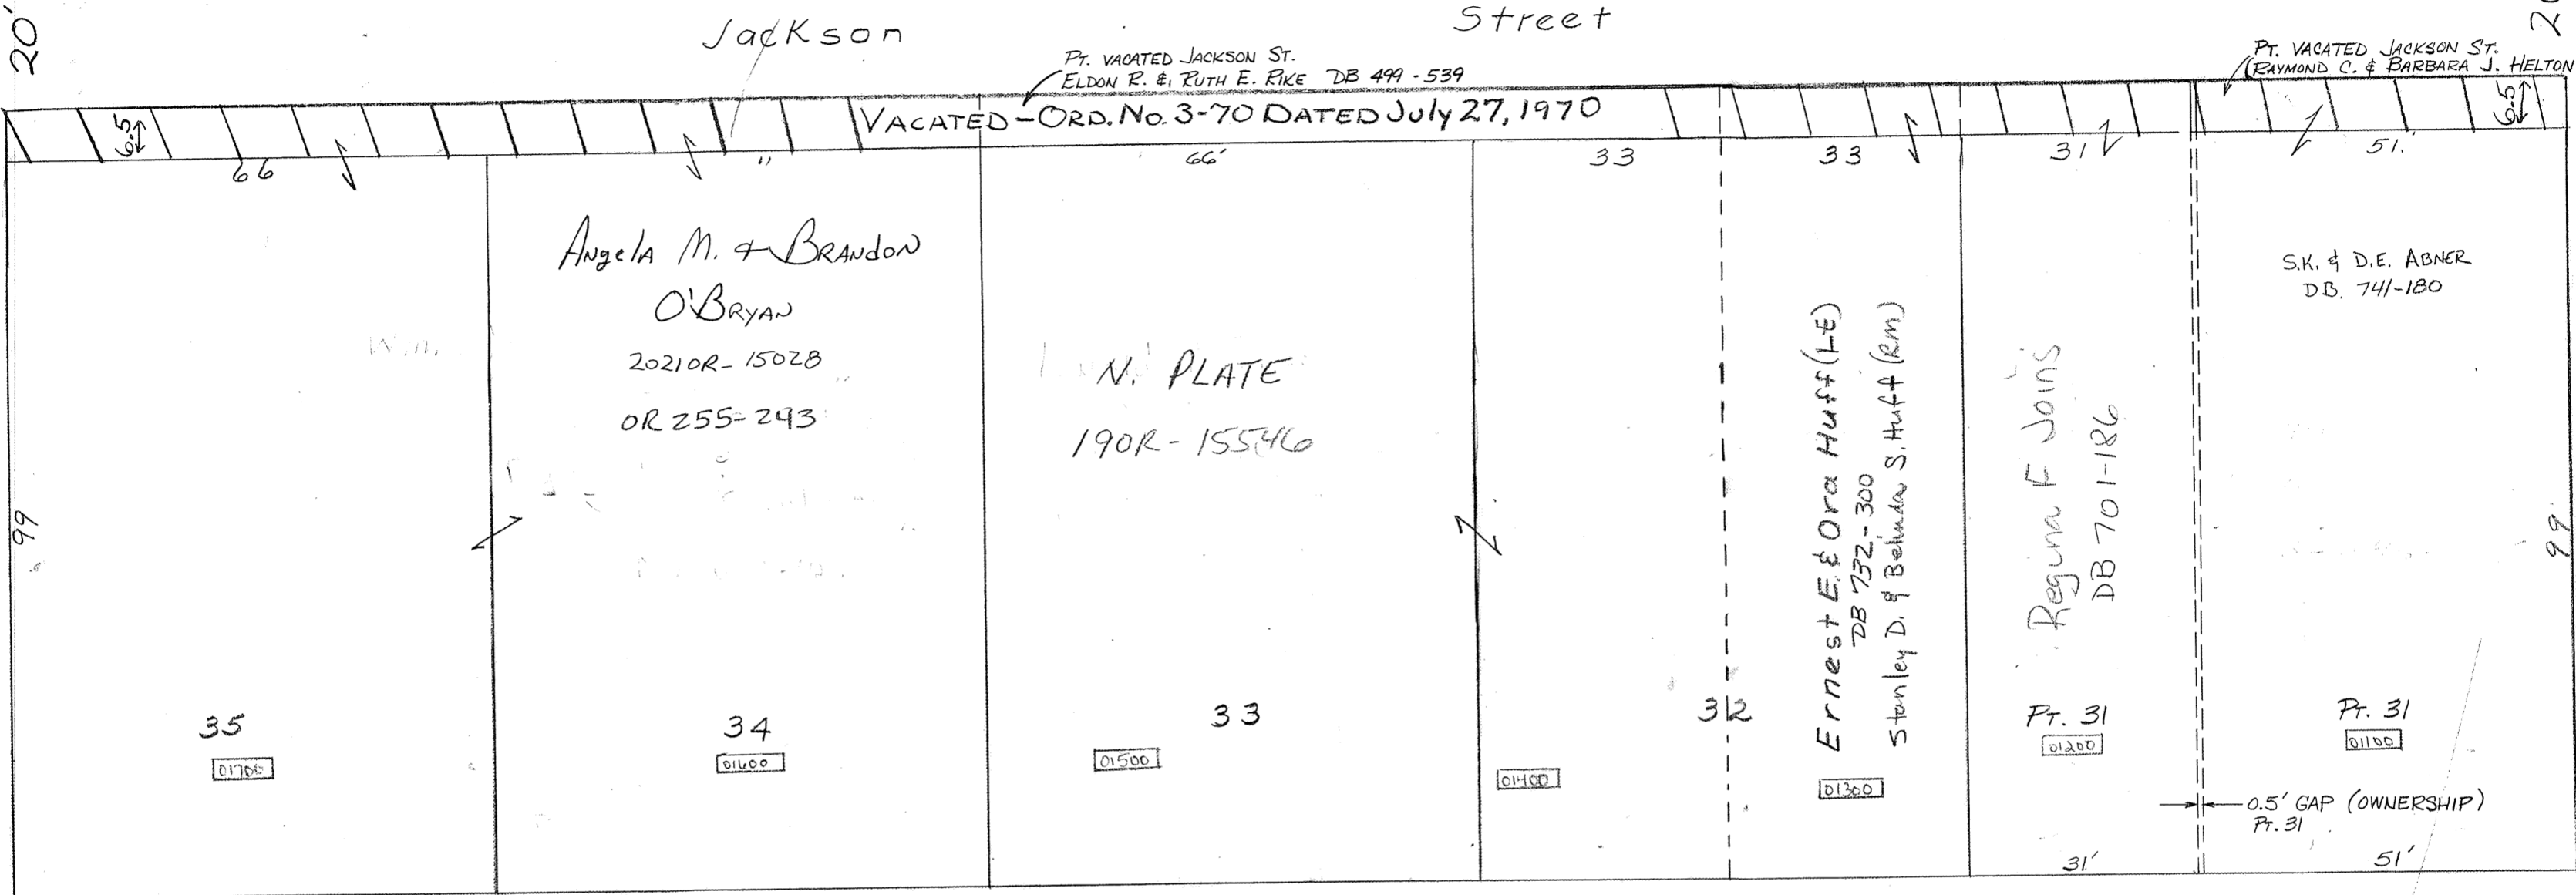 20'
Jackson Street
PT. VACATED JACKSON ST.
ELDON R. & RUTH E. RIKE DB 499-539
PT. VACATED JACKSON ST.
(RAYMOND C. & BARBARA J. HELTON
6.5
VACATED-ORD. No. 3-70 DATED July 27, 1970
6.5
66
"
66'
33
33
31
51.
Angela M. & BRANDON
O'BRYAN
2021OR-15028
OR 255-243
N. PLATE
19OR-15546
Ernest E. & Ora Huff (LE)
DB 732-300
Stanley D. & Belinda S. Huff (RM)
Regina F Joins
DB 701-186
S.K. & D.E. ABNER
DB. 741-180
99
99
35
01700
34
01600
33
01500
32
01400
01300
PT. 31
01200
PT. 31
01100
0.5' GAP (OWNERSHIP)
PT. 31
31'
51'